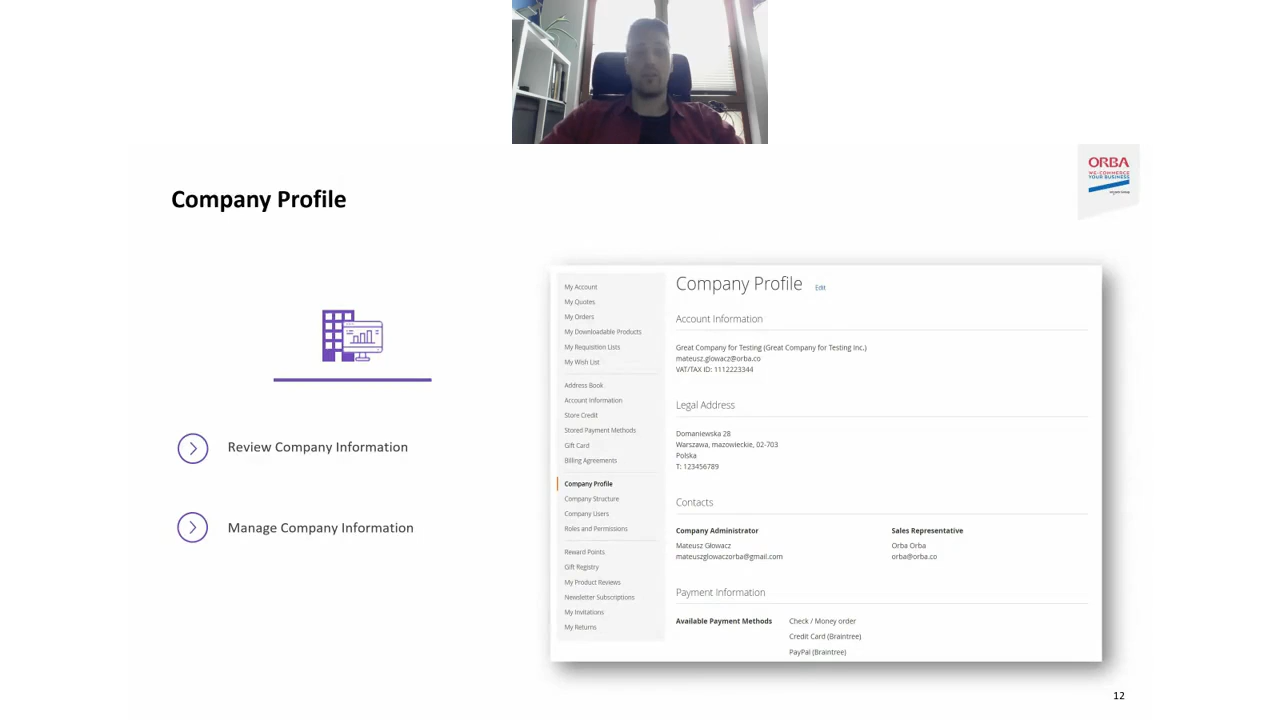 ORBA
WE-COMMERCE
YOUR BUSINESS
Company Profile
Review Company Information
Manage Company Information
My Account
My Quotes
My Orders
My Downloadable Products
My Requisition Lists
My Wish List
Address Book
Account Information
Store Credit
Stored Payment Methods
Gift Card
Billing Agreements
Company Profile
Company Structure
Company Users
Roles and Permissions
Reward Points
Gift Registry
My Product Reviews
Newsletter Subscriptions
My Invitations
My Returns
Company Profile Edit
Account Information
Great Company for Testing (Great Company for Testing Inc.)
mateusz.glowacz@orba.co
VAT/TAX ID: 1112223344
Legal Address
Domaniewska 28
Warszawa, mazowieckie, 02-703
Polska
T: 123456789
Contacts
Company Administrator Sales Representative
Mateusz Głowacz Orba Orba
mateuszglowaczorba@gmail.com orba@orba.co
Payment Information
Available Payment Methods Check / Money order
Credit Card (Braintree)
PayPal (Braintree)
12